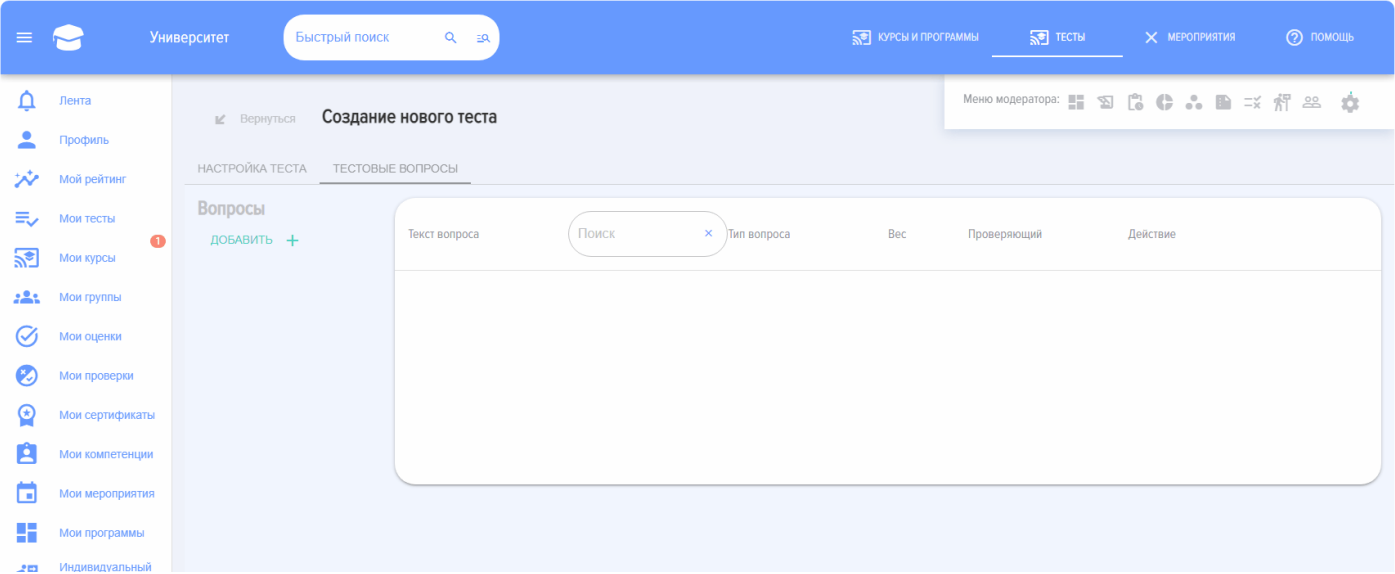 Университет
Быстрый поиск
КУРСЫ И ПРОГРАММЫ
ТЕСТЫ
МЕРОПРИЯТИЯ
ПОМОЩЬ
Меню модератора:
Лента
Профиль
Мой рейтинг
Мои тесты
1
Мои курсы
Мои группы
Мои оценки
Мои проверки
Мои сертификаты
Мои компетенции
Мои мероприятия
Мои программы
Индивидуальный
Вернуться
Создание нового теста
НАСТРОЙКА ТЕСТА
ТЕСТОВЫЕ ВОПРОСЫ
Вопросы
ДОБАВИТЬ +
Текст вопроса
Поиск
Тип вопроса
Вес
Проверяющий
Действие